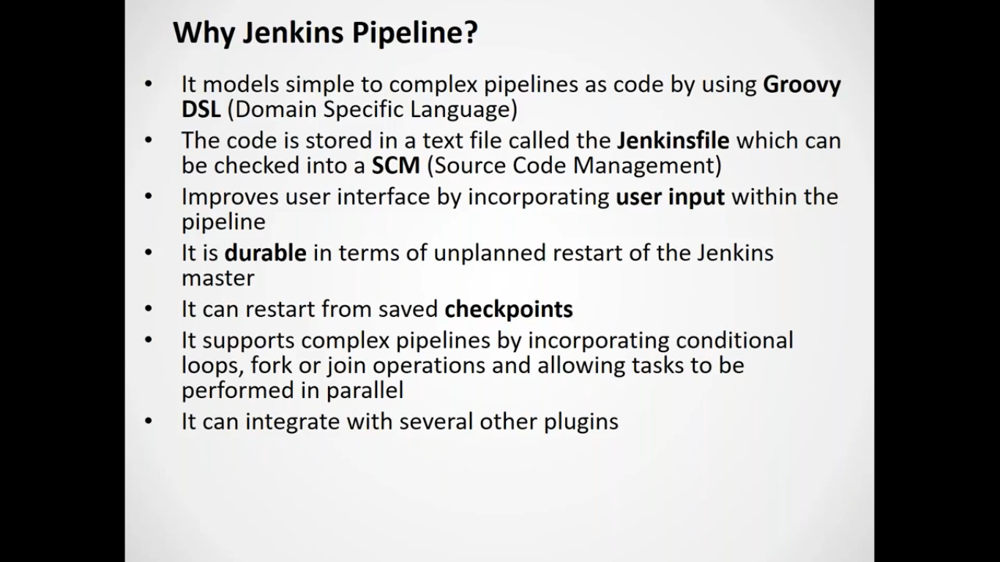 Why Jenkins Pipeline?
• It models simple to complex pipelines as code by using Groovy
DSL (Domain Specific Language)
• The code is stored in a text file called the Jenkinsfile which can
be checked into a SCM (Source Code Management)
• Improves user interface by incorporating user input within the
pipeline
• It is durable in terms of unplanned restart of the Jenkins
master
• It can restart from saved checkpoints
• It supports complex pipelines by incorporating conditional
loops, fork or join operations and allowing tasks to be
performed in parallel
• It can integrate with several other plugins